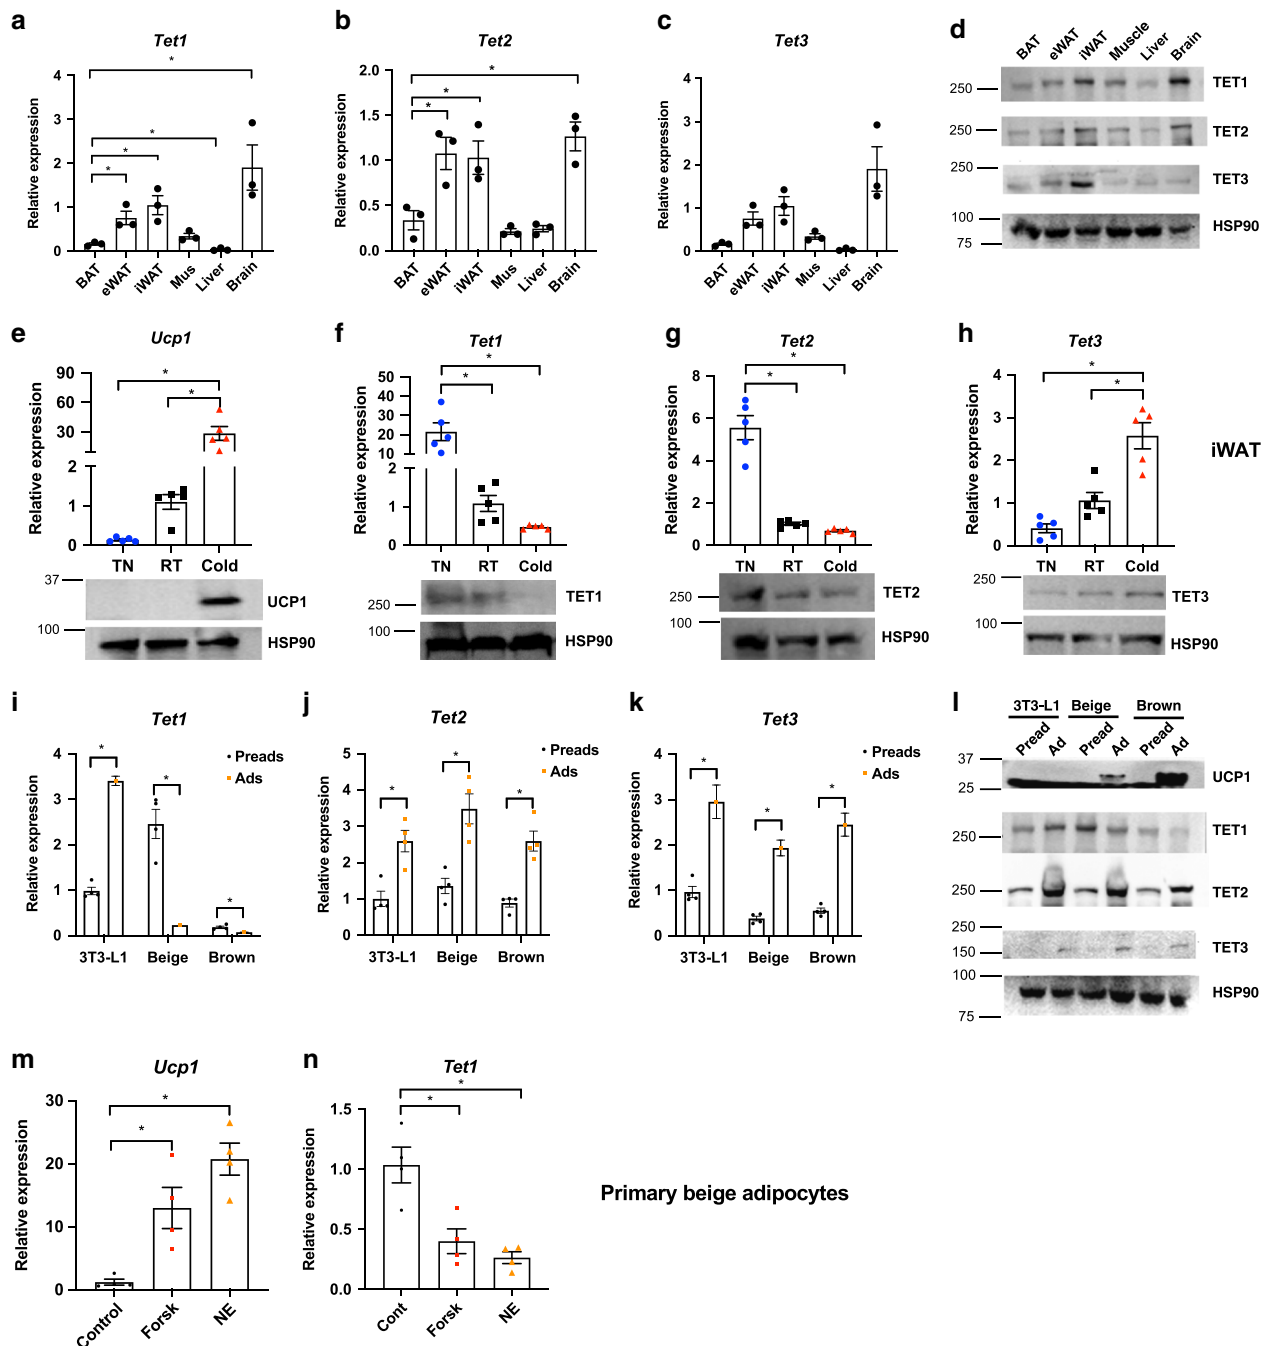 a
Tet1
Relative expression
4
3
2
1
0
* * * *
BAT eWAT iWAT Mus Liver Brain
b
Tet2
Relative expression
2.0
1.5
1.0
0.5
0.0
* * *
BAT eWAT iWAT Mus Liver Brain
c
Tet3
Relative expression
4
3
2
1
0
BAT eWAT iWAT Mus Liver Brain
d
BAT eWAT iWAT Muscle Liver Brain
250 TET1
250 TET2
250
150 TET3
100
75 HSP90
e
Ucp1
Relative expression
90
60
30
2
1
0
* *
TN RT Cold
37 UCP1
100 HSP90
f
Tet1
Relative expression
50
40
30
20
10
2
1
0
* *
TN RT Cold
250 TET1
100 HSP90
g
Tet2
Relative expression
8
6
4
2
0
* *
TN RT Cold
250 TET2
100 HSP90
h
Tet3
Relative expression
4
3
2
1
0
* *
TN RT Cold
150 TET3
100 HSP90
iWAT
i
Tet1
Relative expression
4
3
2
1
0
* * *
Preads
Ads
3T3-L1 Beige Brown
j
Tet2
Relative expression
5
4
3
2
1
0
* * *
3T3-L1 Beige Brown
k
Tet3
Relative expression
4
3
2
1
0
* * *
Preads
Ads
3T3-L1 Beige Brown
l
3T3-L1 Beige Brown
Pread Ad Pread Ad Pread Ad
37
25 UCP1
250 TET1
250 TET2
250
150 TET3
100
75 HSP90
m
Ucp1
Relative expression
30
20
10
0
* *
Control Forsk NE
n
Tet1
Relative expression
1.5
1.0
0.5
0.0
* *
Cont Forsk NE
Primary beige adipocytes